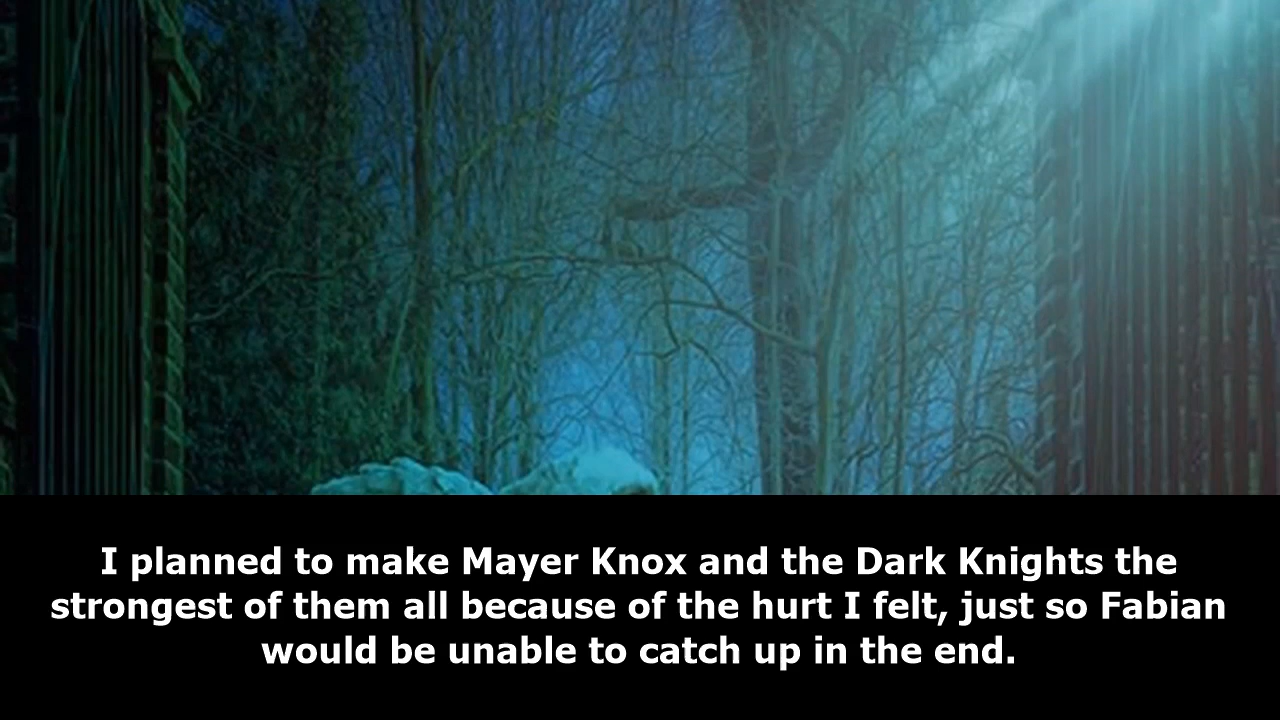 I planned to make Mayer Knox and the Dark Knights the
strongest of them all because of the hurt I felt, just so Fabian
would be unable to catch up in the end.